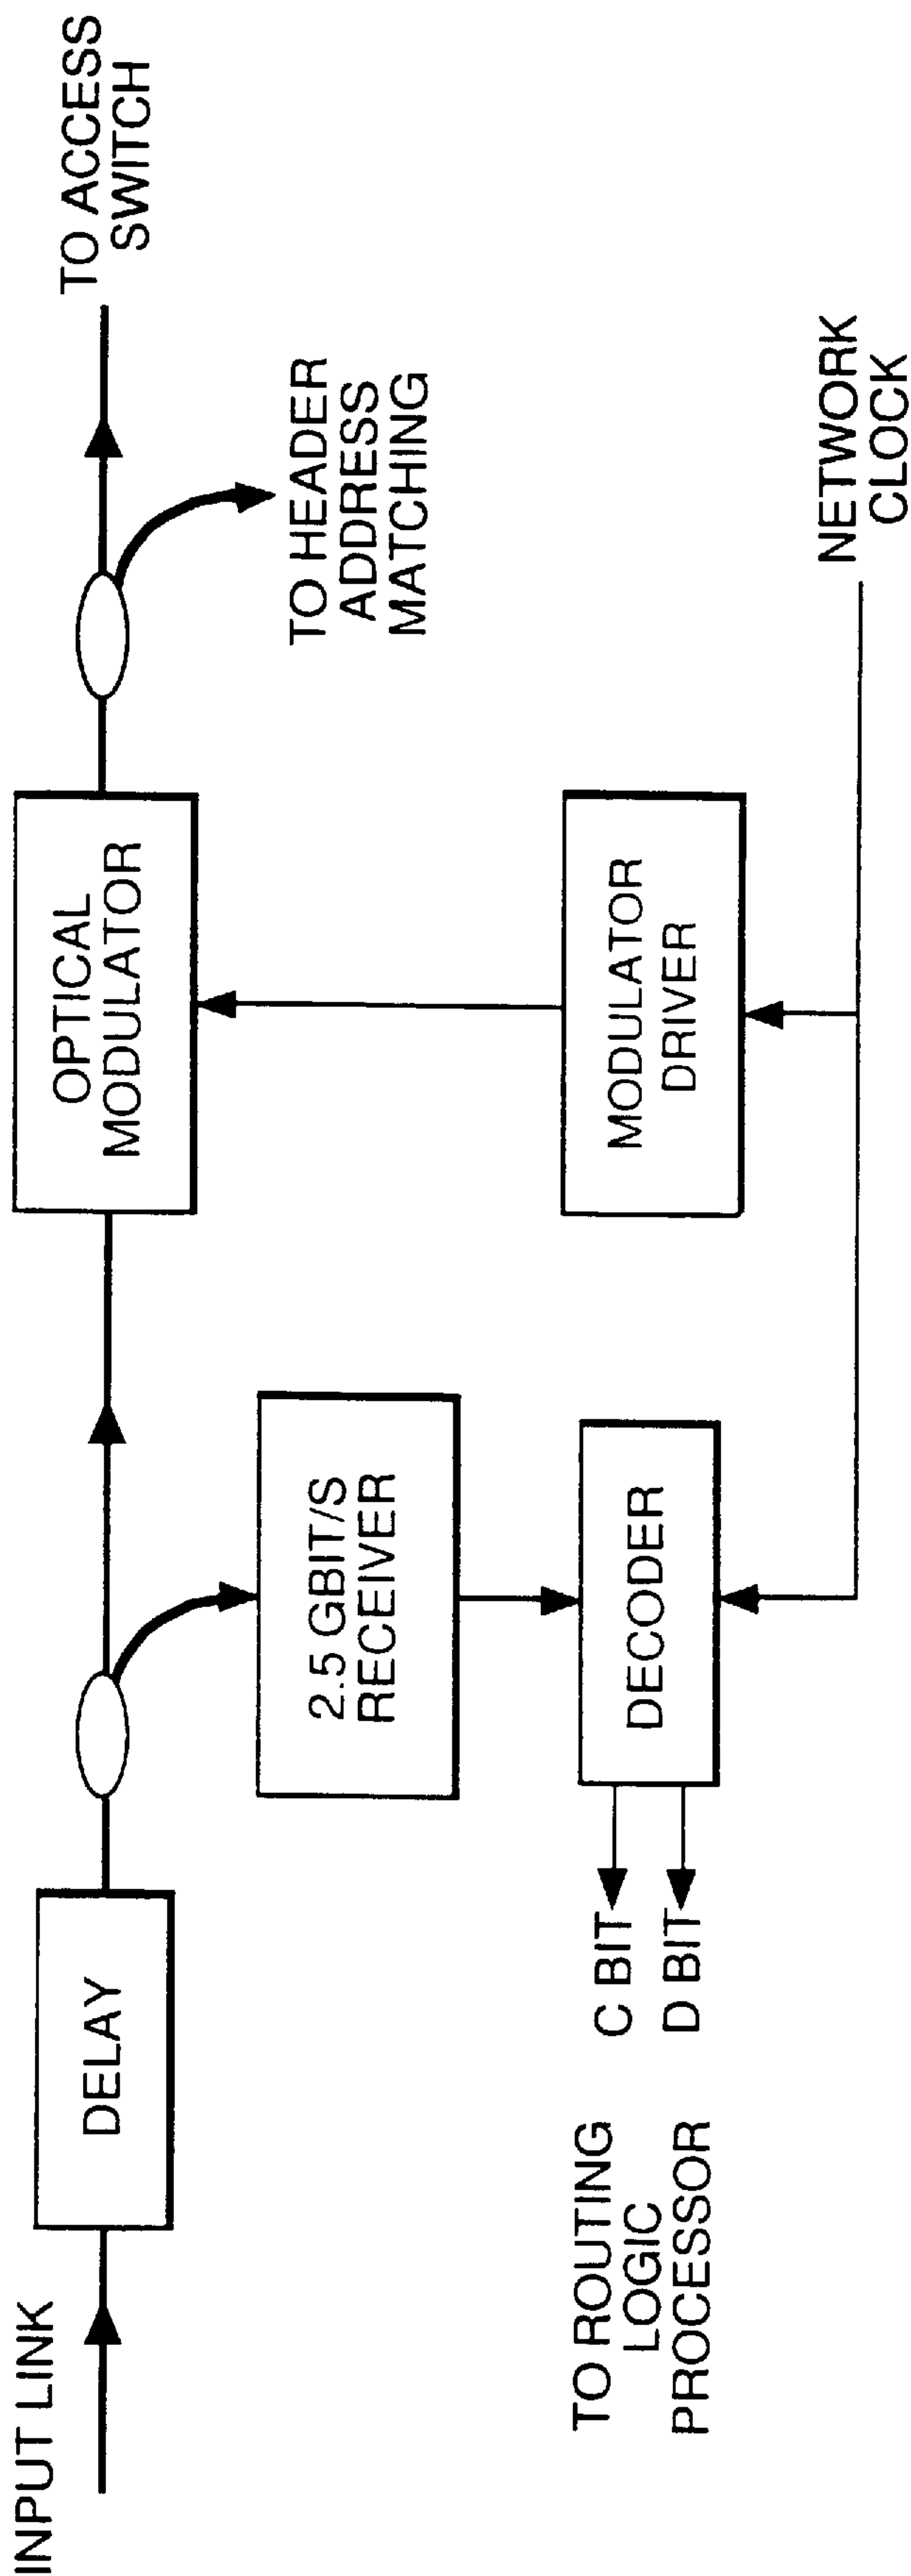 INPUT LINK
DELAY
OPTICAL
MODULATOR
TO ACCESS
SWITCH
2.5 GBIT/S
RECEIVER
TO HEADER
ADDRESS
MATCHING
TO ROUTING
LOGIC
PROCESSOR
C BIT
D BIT
DECODER
MODULATOR
DRIVER
NETWORK
CLOCK